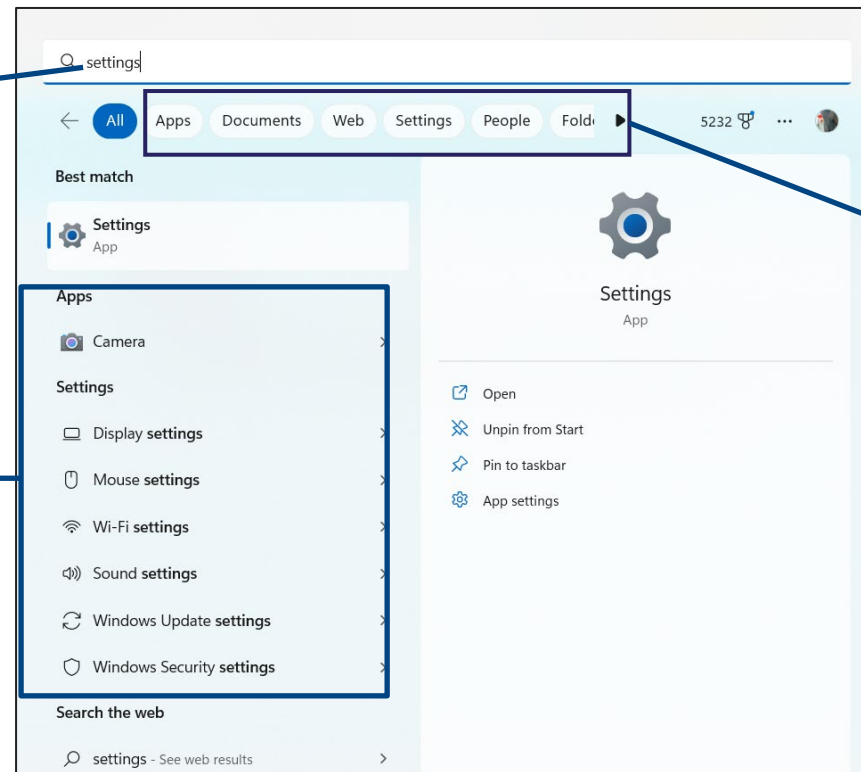 settings
All Apps Documents Web Settings People Fold 5232
Best match
Settings
App
Apps
Camera
Settings
Display settings
Mouse settings
Wi-Fi settings
Sound settings
Windows Update settings
Windows Security settings
Search the web
settings - See web results
Settings
App
Open
Unpin from Start
Pin to taskbar
App settings